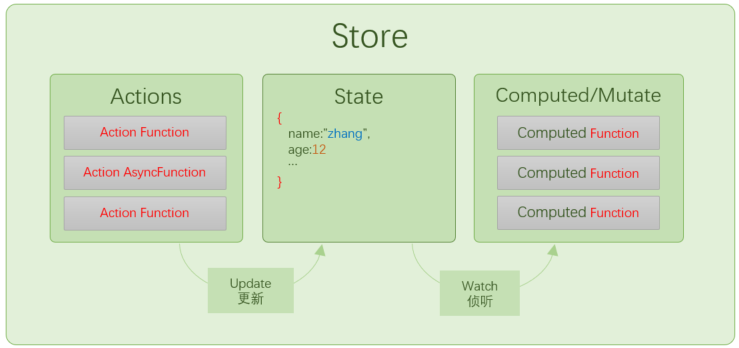 Store
Actions
Action Function
Action AsyncFunction
Action Function
State
{
name:"zhang",
age:12
...
}
Computed/Mutate
Computed Function
Computed Function
Computed Function
Update
更新
Watch
侦听